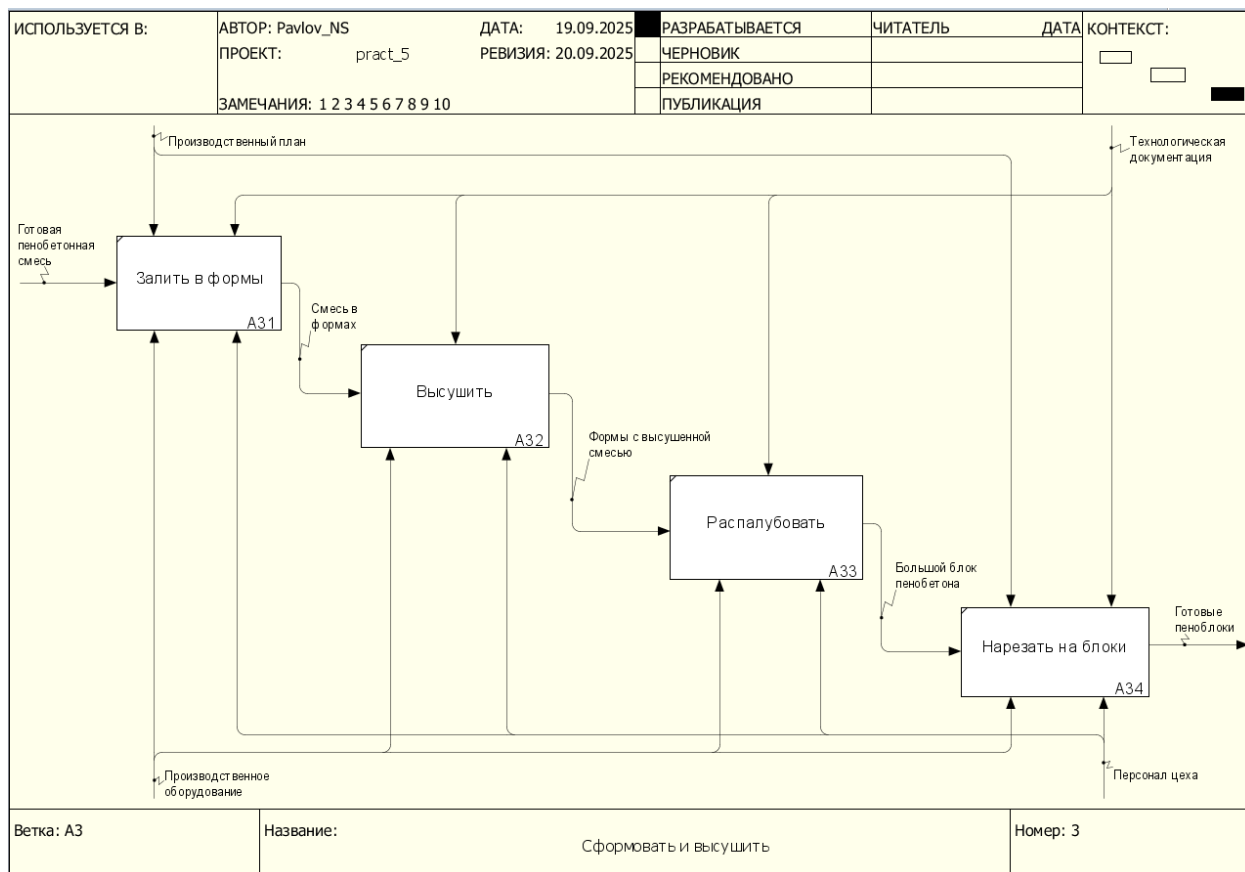 ИСПОЛЬЗУЕТСЯ В:
АВТОР: Pavlov_NS
ДАТА: 19.09.2025
ПРОЕКТ: pract_5
РЕВИЗИЯ: 20.09.2025
ЗАМЕЧАНИЯ: 1 2 3 4 5 6 7 8 9 10
РАЗРАБАТЫВАЕТСЯ
ЧЕРНОВИК
РЕКОМЕНДОВАНО
ПУБЛИКАЦИЯ
ЧИТАТЕЛЬ
ДАТА
КОНТЕКСТ:
Производственный план
Технологическая
документация
Готовая
пенобетонная
смесь
Залить в формы
A31
Смесь в
формах
Высушить
A32
Формы с высушенной
смесью
Распалубовать
A33
Большой блок
пенобетона
Готовые
пеноблоки
Нарезать на блоки
A34
Производственное
оборудование
Персонал цеха
Ветка: A3
Название:
Сформовать и высушить
Номер: 3